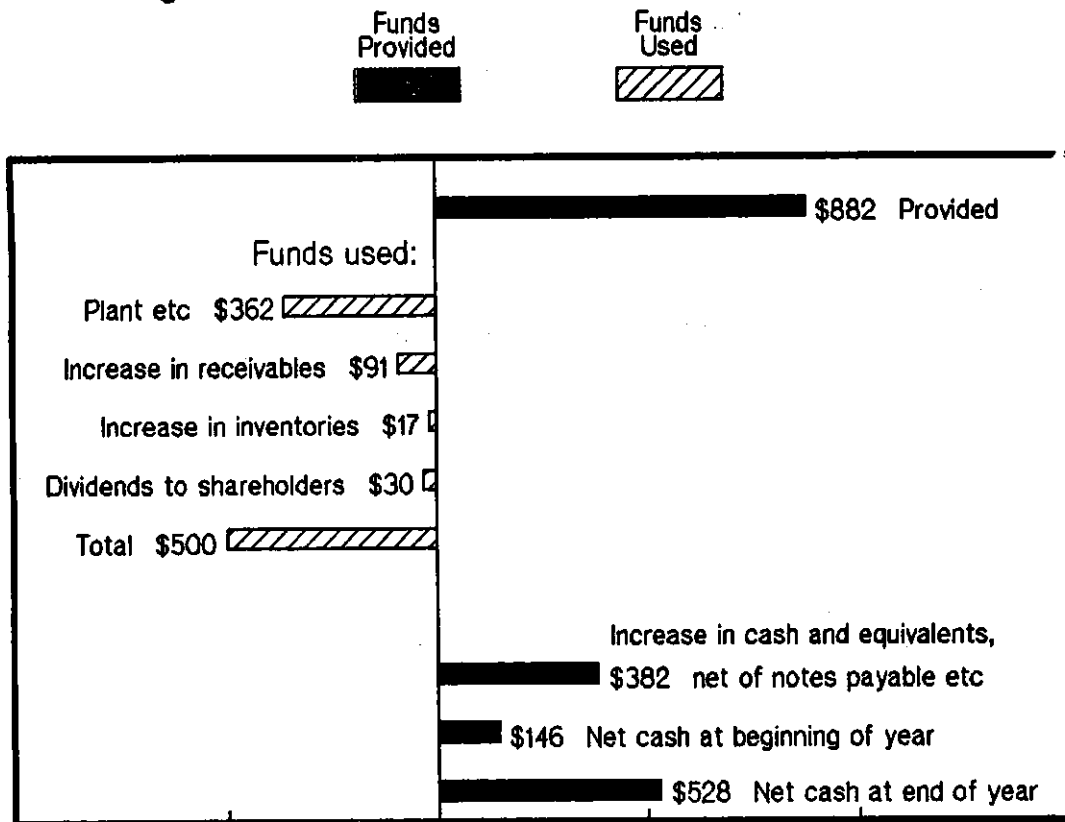 Funds
Provided
Funds
Used
$882 Provided
Funds used:
Plant etc $362
Increase in receivables $91
Increase in inventories $17
Dividends to shareholders $30
Total $500
Increase in cash and equivalents,
$382 net of notes payable etc
$146 Net cash at beginning of year
$528 Net cash at end of year